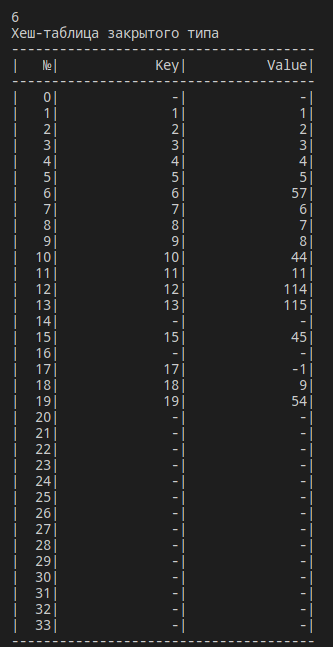 6
Хеш-таблица закрытого типа
--------------------------------------
|   №|            Key|          Value|
--------------------------------------
|   0|              -|              -|
|   1|              1|              1|
|   2|              2|              2|
|   3|              3|              3|
|   4|              4|              4|
|   5|              5|              5|
|   6|              6|             57|
|   7|              7|              6|
|   8|              8|              7|
|   9|              9|              8|
|  10|             10|             44|
|  11|             11|             11|
|  12|             12|            114|
|  13|             13|            115|
|  14|              -|              -|
|  15|             15|             45|
|  16|              -|              -|
|  17|             17|             -1|
|  18|             18|              9|
|  19|             19|             54|
|  20|              -|              -|
|  21|              -|              -|
|  22|              -|              -|
|  23|              -|              -|
|  24|              -|              -|
|  25|              -|              -|
|  26|              -|              -|
|  27|              -|              -|
|  28|              -|              -|
|  29|              -|              -|
|  30|              -|              -|
|  31|              -|              -|
|  32|              -|              -|
|  33|              -|              -|
--------------------------------------